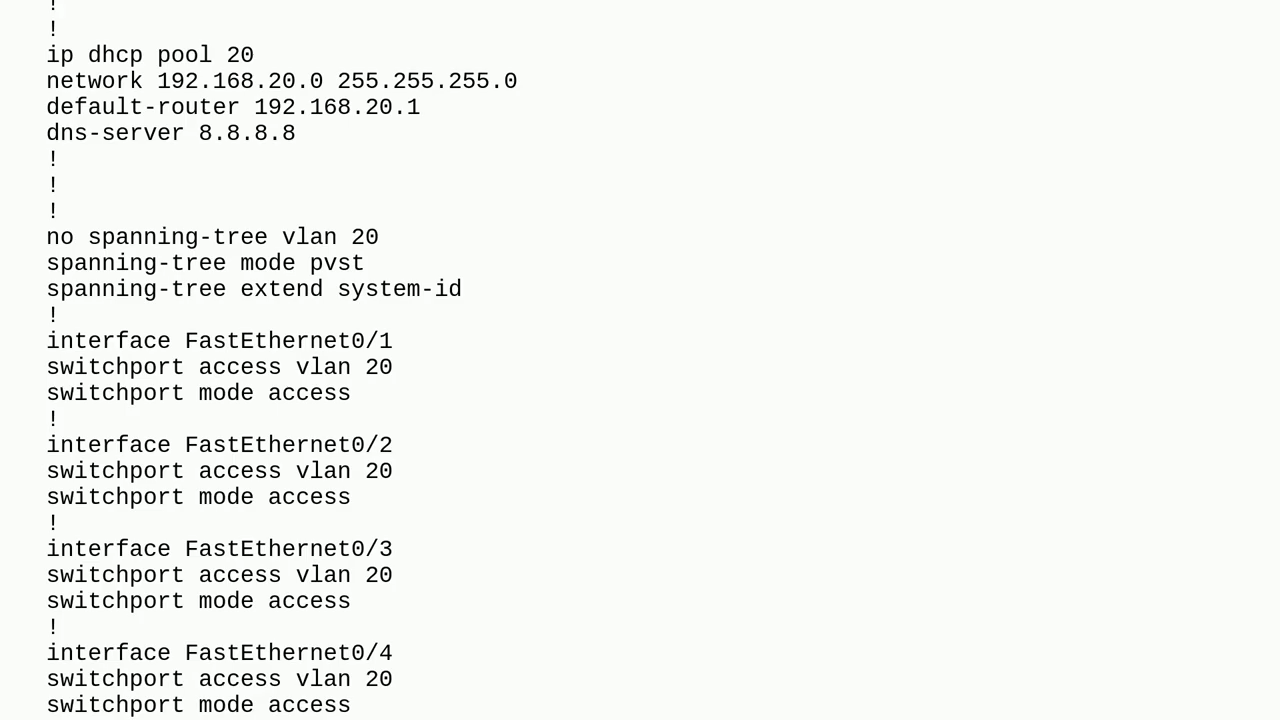 !
!
ip dhcp pool 20
network 192.168.20.0 255.255.255.0
default-router 192.168.20.1
dns-server 8.8.8.8
!
!
!
no spanning-tree vlan 20
spanning-tree mode pvst
spanning-tree extend system-id
!
interface FastEthernet0/1
switchport access vlan 20
switchport mode access
!
interface FastEthernet0/2
switchport access vlan 20
switchport mode access
!
interface FastEthernet0/3
switchport access vlan 20
switchport mode access
!
interface FastEthernet0/4
switchport access vlan 20
switchport mode access